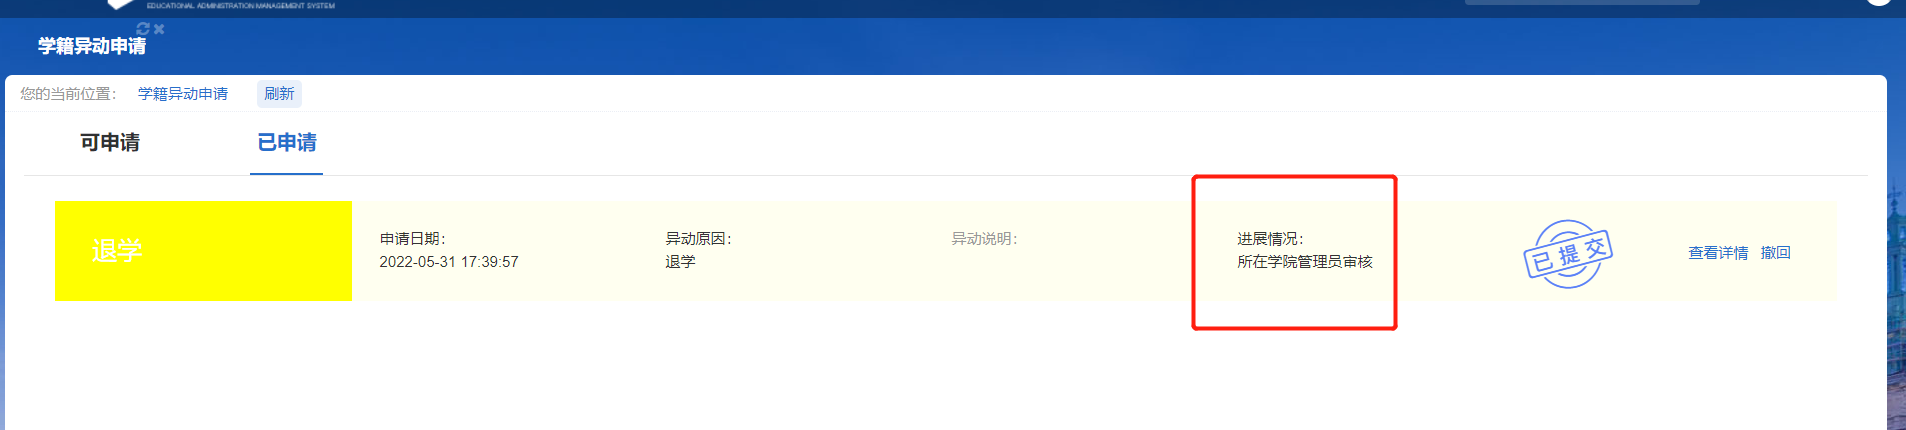 EDUCATIONAL ADMINISTRATION MANAGEMENT SYSTEM
学籍异动申请
您的当前位置： 学籍异动申请 刷新
可申请 已申请
退学
申请日期：
2022-05-31 17:39:57
异动原因：
退学
异动说明：
进展情况：
所在学院管理员审核
已提交
查看详情 撤回